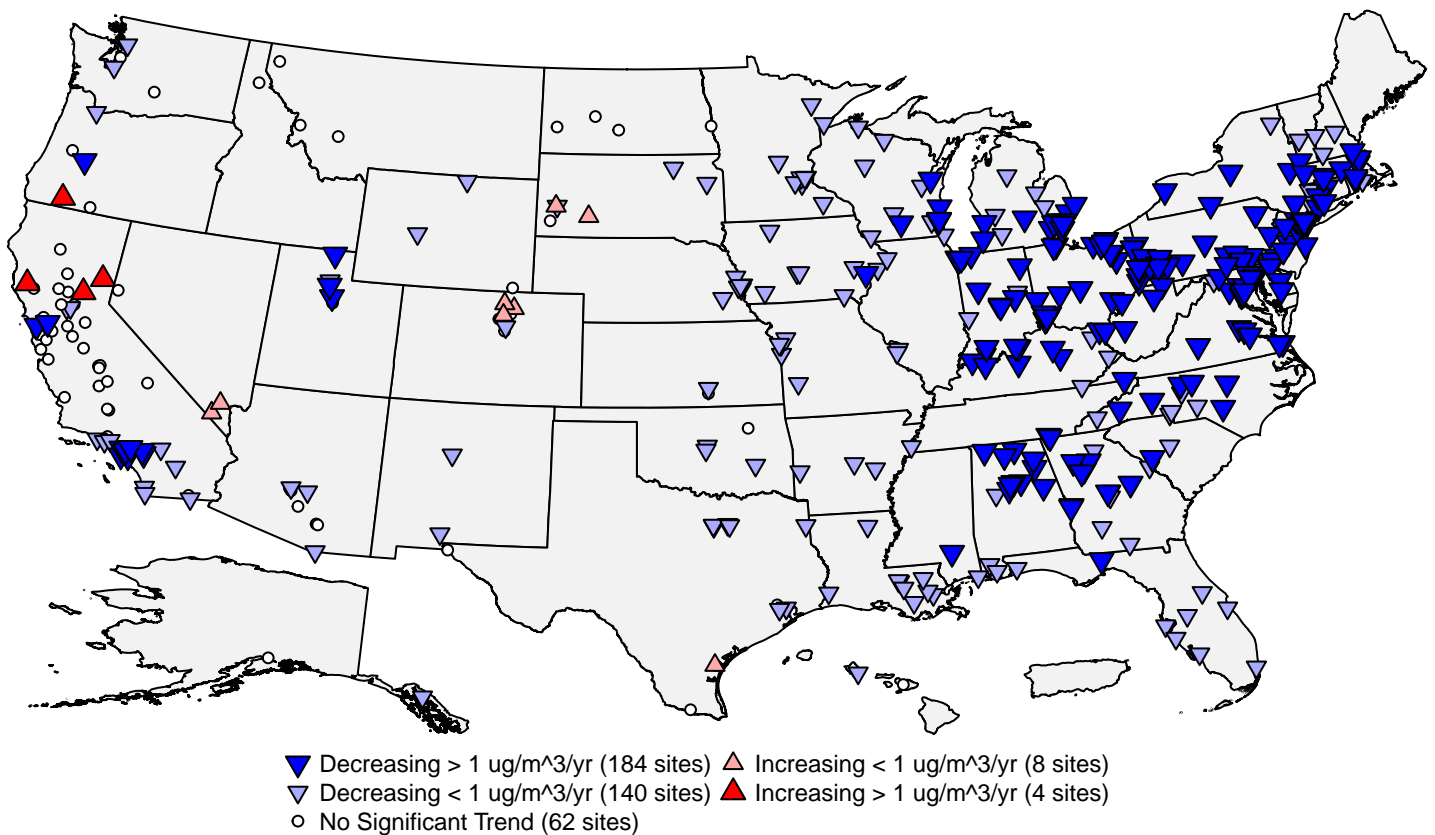 Decreasing > 1 ug/m^3/yr (184 sites)
Increasing < 1 ug/m^3/yr (8 sites)
Decreasing < 1 ug/m^3/yr (140 sites)
Increasing > 1 ug/m^3/yr (4 sites)
No Significant Trend (62 sites)